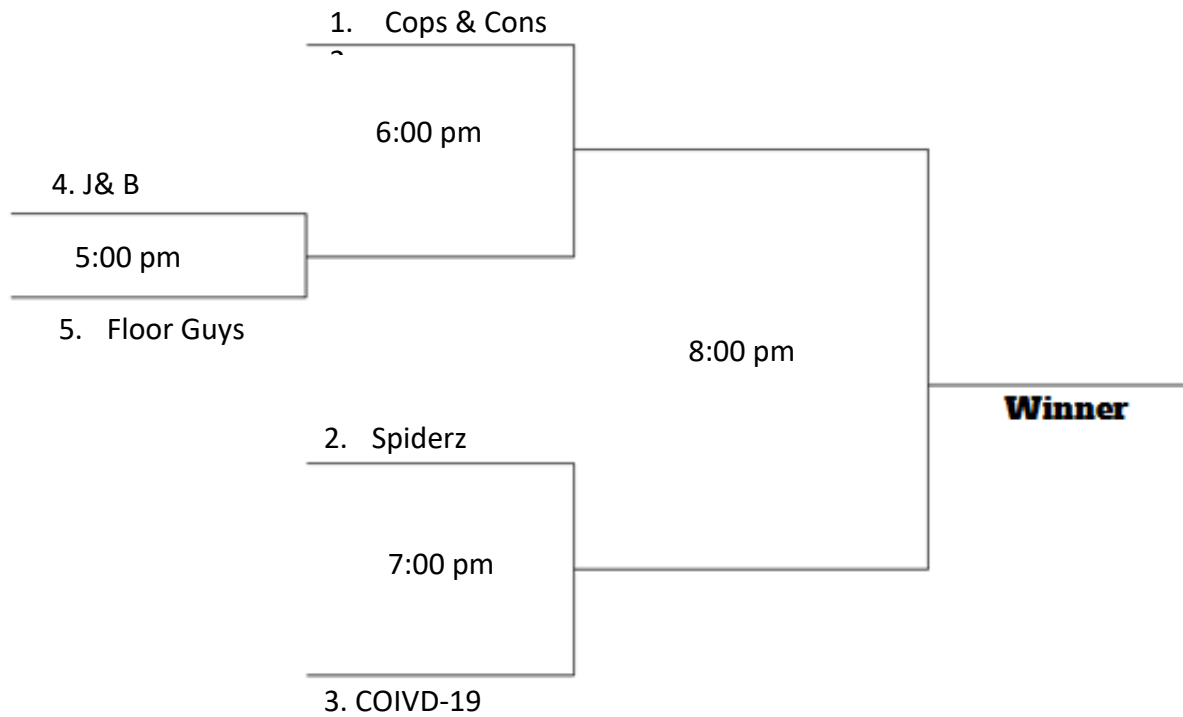 1. Cops & Cons
6:00 pm
4. J& B
5:00 pm
5. Floor Guys
8:00 pm
Winner
2. Spiderz
7:00 pm
3. COIVD-19